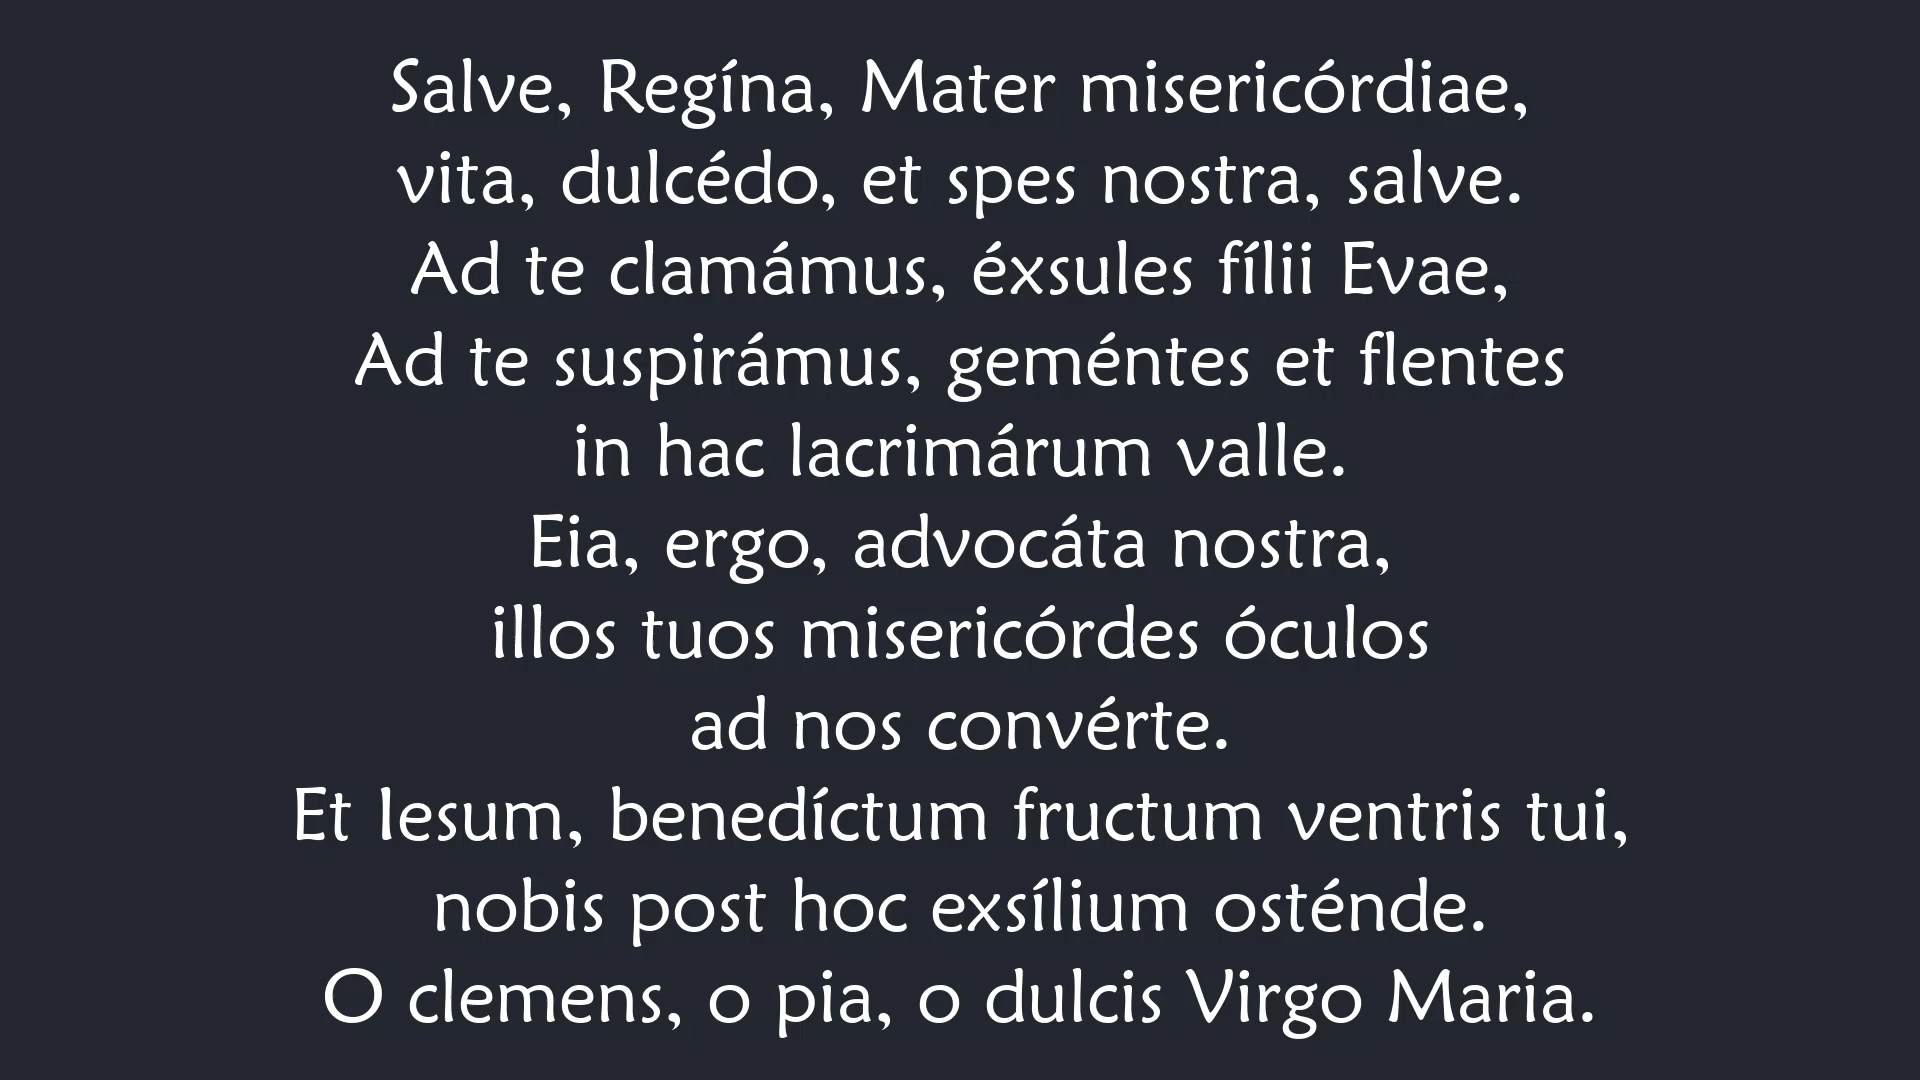 Salve, Regína, Mater misericórdiae,
vita, dulcédo, et spes nostra, salve.
Ad te clamámus, éxsules fílii Evae,
Ad te suspirámus, geméntes et flentes
in hac lacrimárum valle.
Eia, ergo, advocáta nostra,
illos tuos misericórdes óculos
ad nos convérte.
Et Iesum, benedíctum fructum ventris tui,
nobis post hoc exsílium osténde.
O clemens, o pia, o dulcis Virgo Maria.